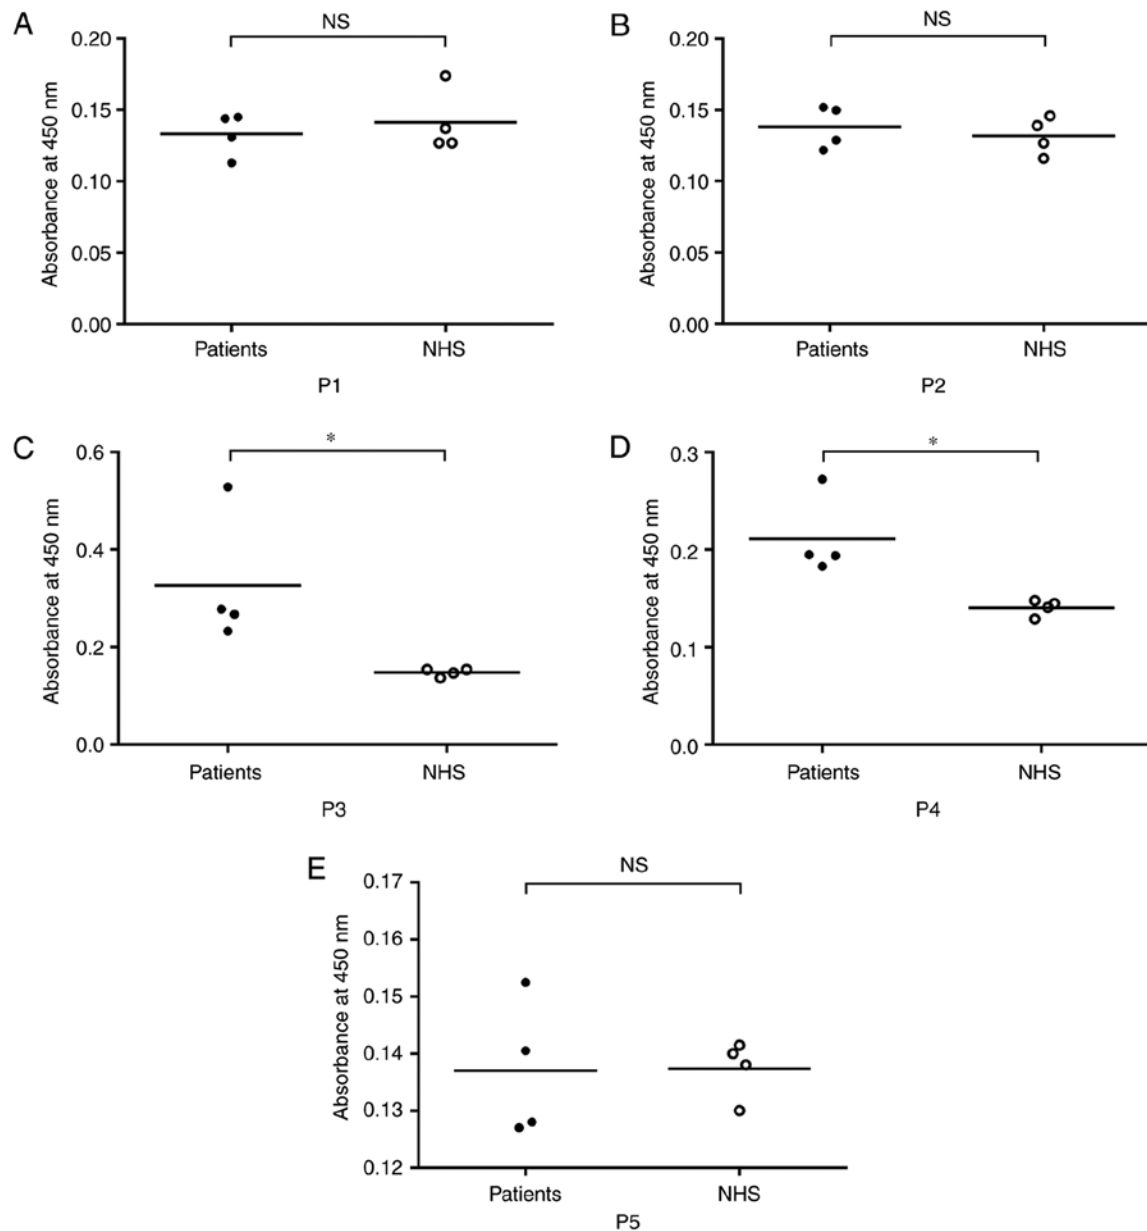 A
NS
0.20
0.15
0.10
0.05
0.00
Absorbance at 450 nm
Patients
NHS
P1
B
NS
0.20
0.15
0.10
0.05
0.00
Absorbance at 450 nm
Patients
NHS
P2
C
*
0.6
0.4
0.2
0.0
Absorbance at 450 nm
Patients
NHS
P3
D
*
0.3
0.2
0.1
0.0
Absorbance at 450 nm
Patients
NHS
P4
E
NS
0.17
0.16
0.15
0.14
0.13
0.12
Absorbance at 450 nm
Patients
NHS
P5